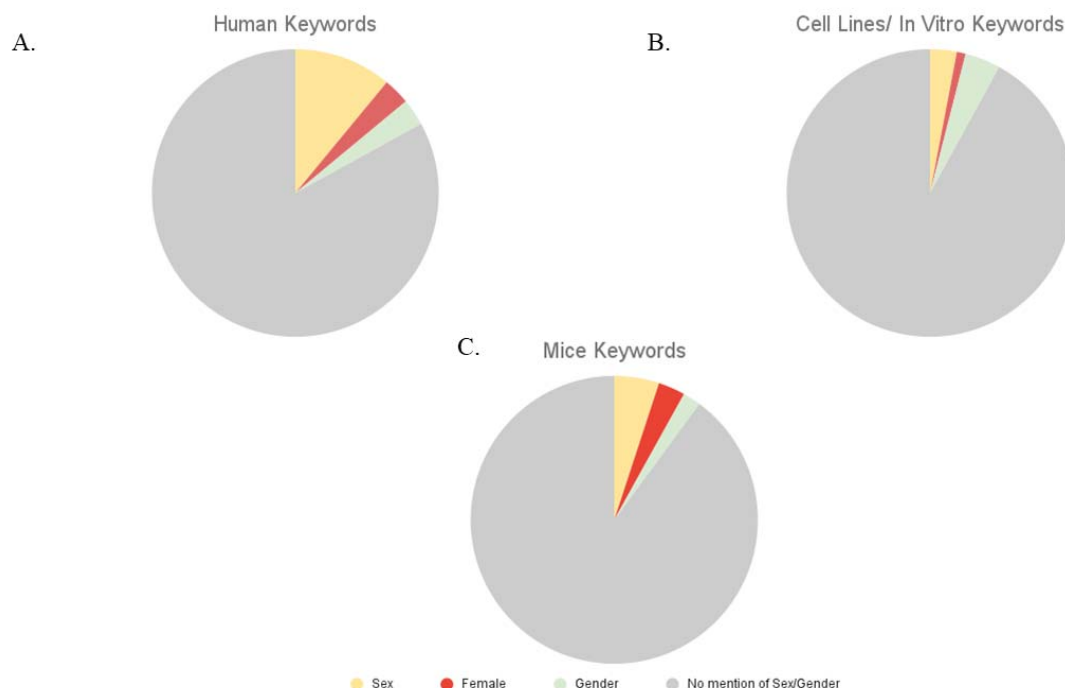 A.
Human Keywords
B.
Cell Lines/ In Vitro Keywords
C.
Mice Keywords
Sex
Female
Gender
No mention of Sex/Gender